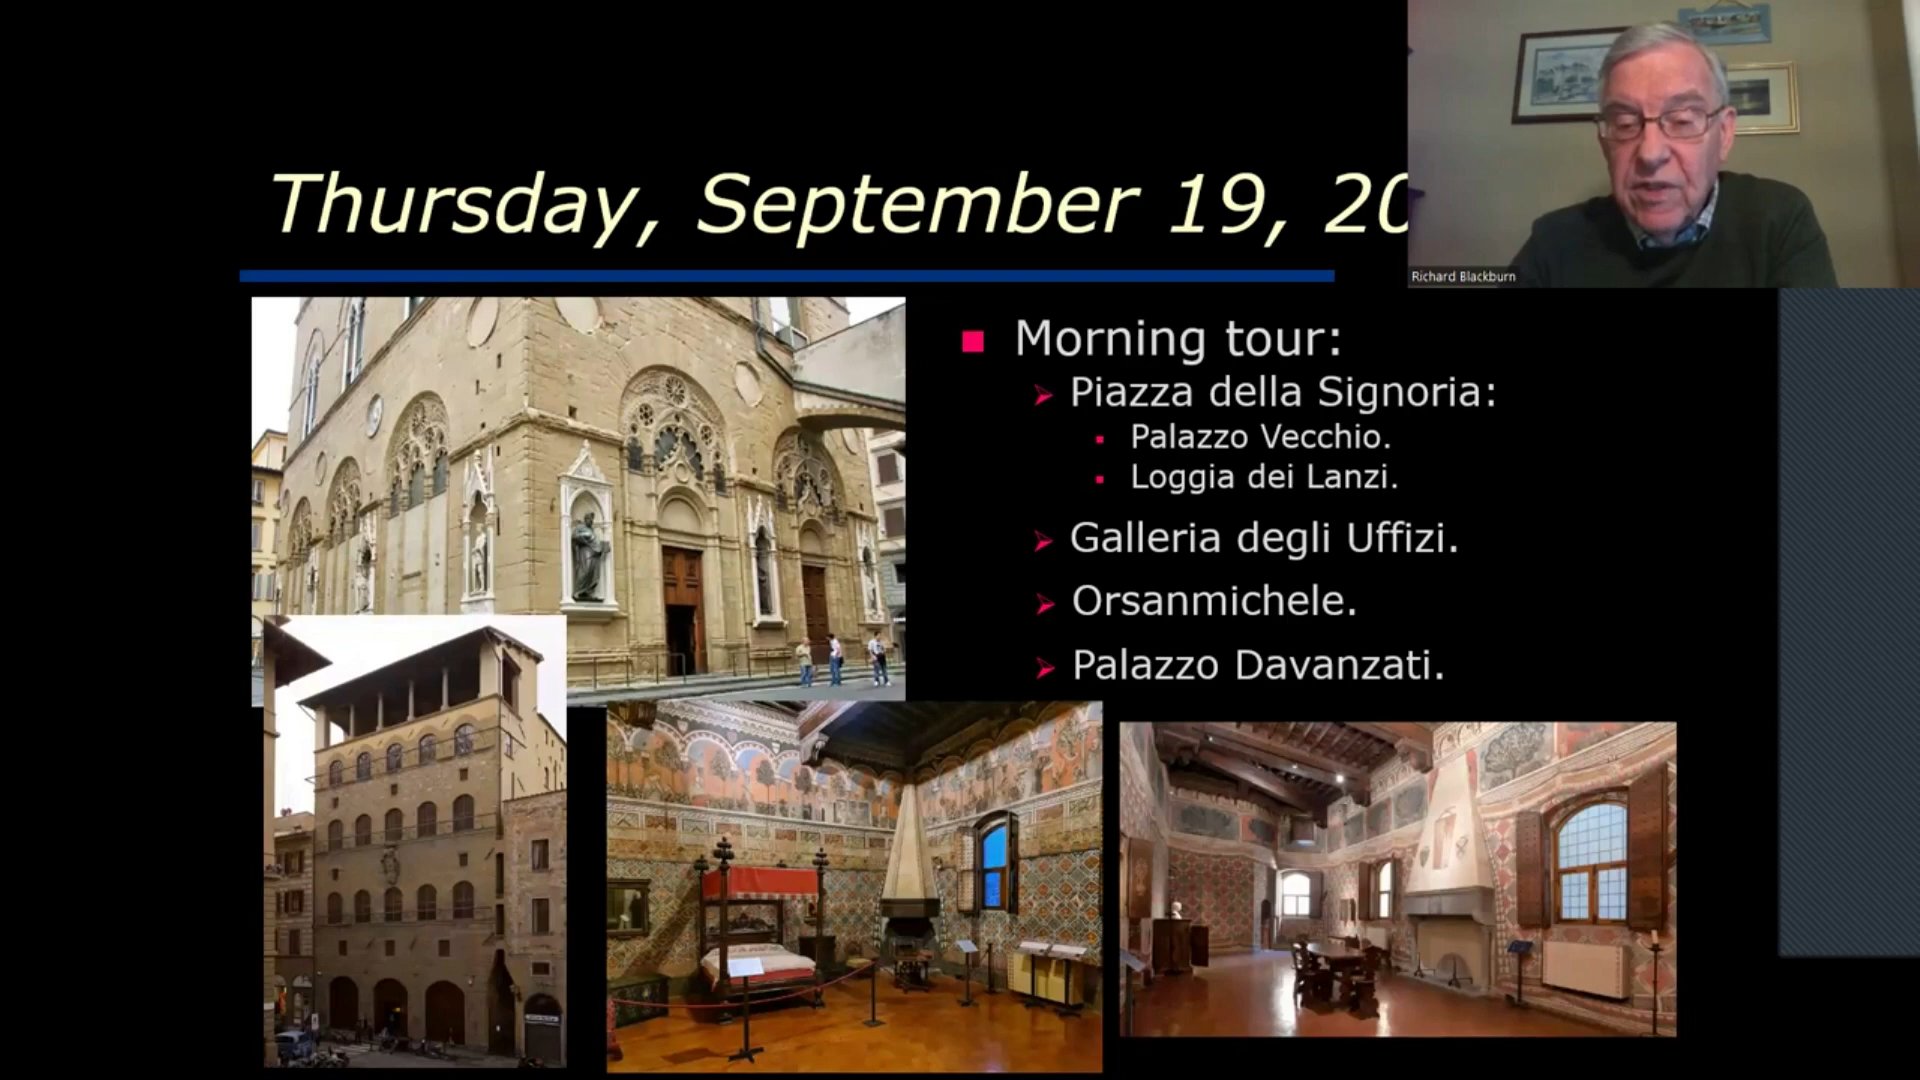 Thursday, September 19, 20
Richard Blackburn
Morning tour:
Piazza della Signoria:
Palazzo Vecchio.
Loggia dei Lanzi.
Galleria degli Uffizi.
Orsanmichele.
Palazzo Davanzati.